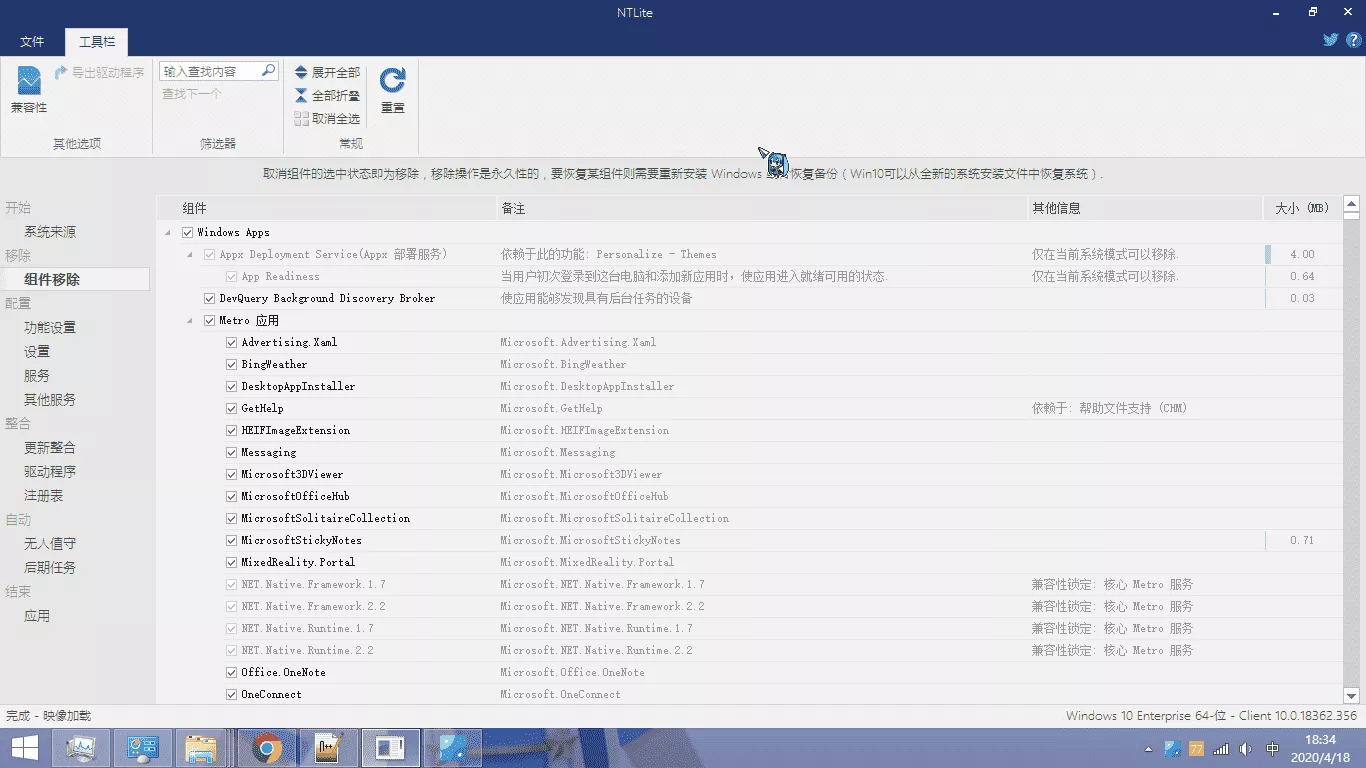 NTLite
文件 工具栏
兼容性
导出驱动程序
其他选项
输入查找内容
查找下一个
筛选器
展开全部
全部折叠
取消全选
常规
重置
取消组件的选中状态即为移除，移除操作是永久性的，要恢复某组件则需要重新安装 Windows 恢复备份（Win10可以从全新的系统安装文件中恢复系统）.
开始
系统来源
移除
组件移除
配置
功能设置
设置
服务
其他服务
整合
更新整合
驱动程序
注册表
自动
无人值守
后期任务
结束
应用
组件 备注 其他信息 大小 (MB)
Windows Apps
Appx Deployment Service(Appx 部署服务) 依赖于此的功能: Personalize - Themes 仅在当前系统模式可以移除. 4.00
App Readiness 当用户初次登录到这台电脑和添加新应用时，使应用进入就绪可用的状态. 仅在当前系统模式可以移除. 0.64
DevQuery Background Discovery Broker 使应用能够发现具有后台任务的设备 0.03
Metro 应用
Advertising.Xaml Microsoft.Advertising.Xaml
BingWeather Microsoft.BingWeather
DesktopAppInstaller Microsoft.DesktopAppInstaller
GetHelp Microsoft.GetHelp 依赖于: 帮助文件支持 (CHM)
HEIFImageExtension Microsoft.HEIFImageExtension
Messaging Microsoft.Messaging
Microsoft3DViewer Microsoft.Microsoft3DViewer
MicrosoftOfficeHub Microsoft.MicrosoftOfficeHub
MicrosoftSolitaireCollection Microsoft.MicrosoftSolitaireCollection
MicrosoftStickyNotes Microsoft.MicrosoftStickyNotes 0.71
MixedReality.Portal Microsoft.MixedReality.Portal
NET.Native.Framework.1.7 Microsoft.NET.Native.Framework.1.7 兼容性锁定: 核心 Metro 服务
NET.Native.Framework.2.2 Microsoft.NET.Native.Framework.2.2 兼容性锁定: 核心 Metro 服务
NET.Native.Runtime.1.7 Microsoft.NET.Native.Runtime.1.7 兼容性锁定: 核心 Metro 服务
NET.Native.Runtime.2.2 Microsoft.NET.Native.Runtime.2.2 兼容性锁定: 核心 Metro 服务
Office.OneNote Microsoft.Office.OneNote
OneConnect Microsoft.OneConnect
完成 - 映像加载 Windows 10 Enterprise 64-位 - Client 10.0.18362.356
77 中 18:34
2020/4/18